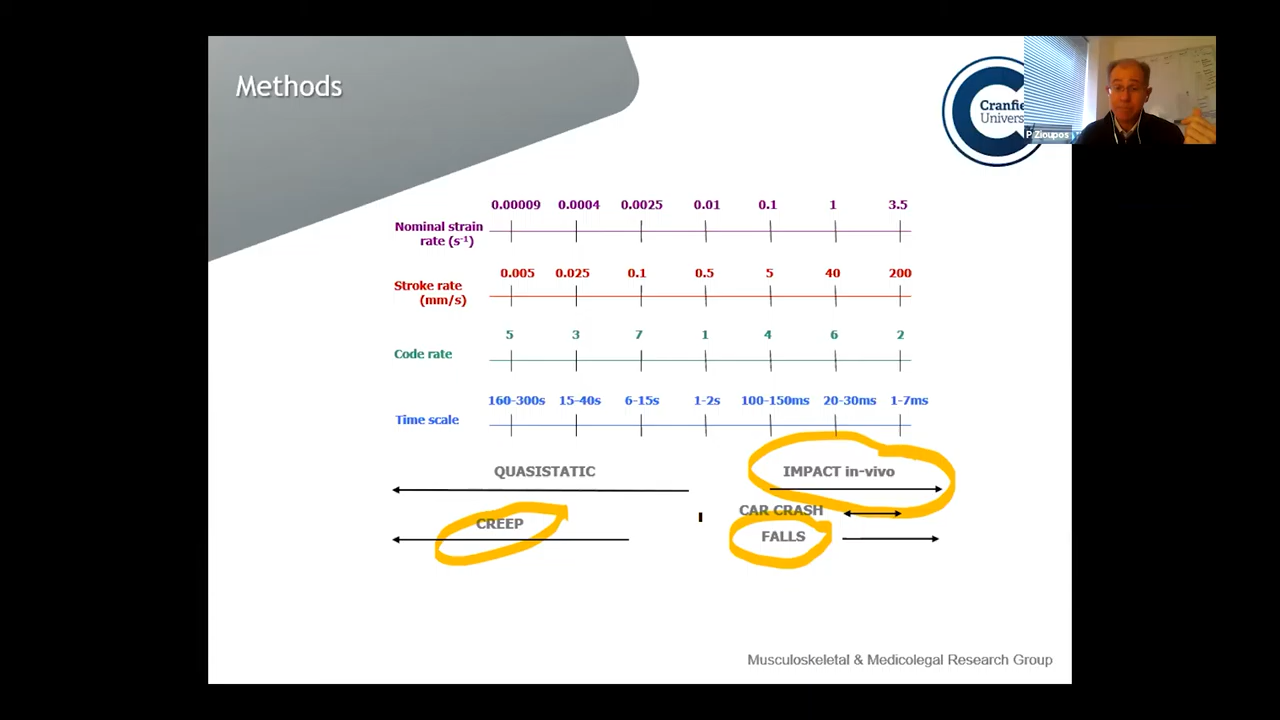 Methods
Cranfie
Univers
P Zioupos
0.00009 0.0004 0.0025 0.01 0.1 1 3.5
Nominal strain
rate (s-1)
0.005 0.025 0.1 0.5 5 40 200
Stroke rate
(mm/s)
5 3 7 1 4 6 2
Code rate
160-300s 15-40s 6-15s 1-2s 100-150ms 20-30ms 1-7ms
Time scale
QUASISTATIC IMPACT in-vivo
CAR CRASH
CREEP
FALLS
Musculoskeletal & Medicolegal Research Group